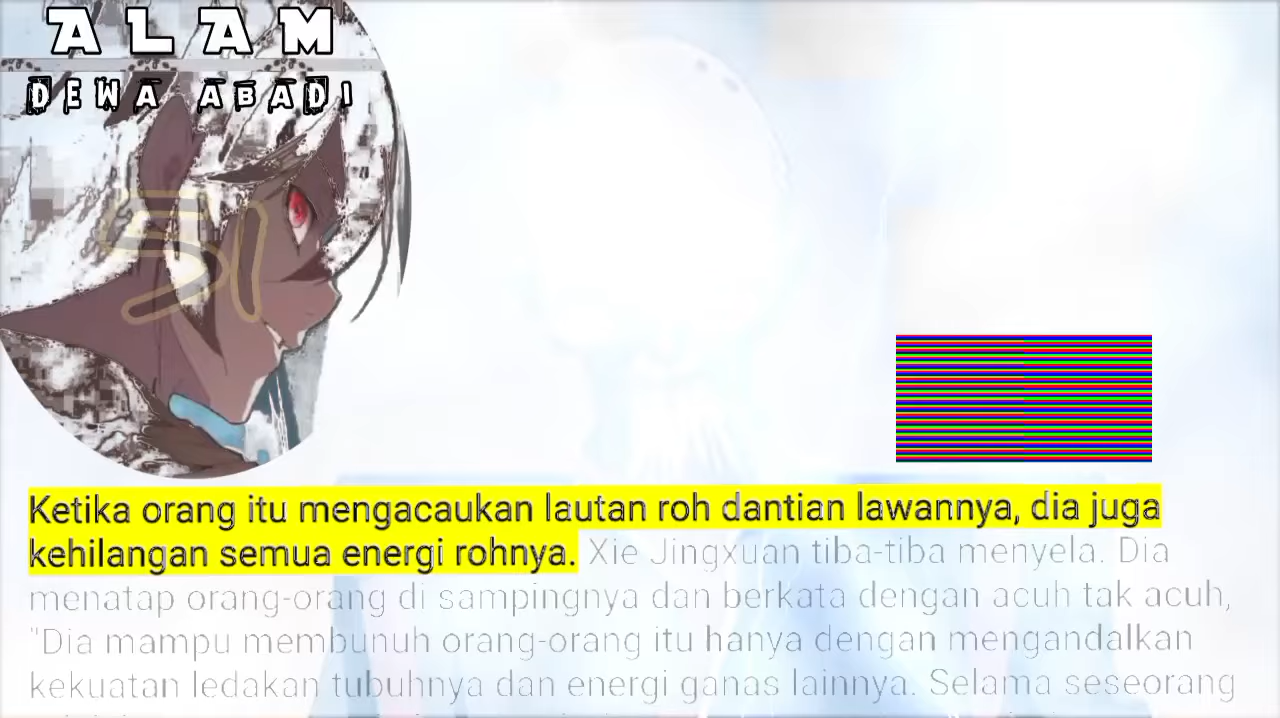 ALAM
DEWA ABADI
51
Ketika orang itu mengacaukan lautan roh dantian lawannya, dia juga
kehilangan semua energi rohnya. Xie Jingxuan tiba-tiba menyela. Dia
menatap orang-orang di sampingnya dan berkata dengan acuh tak acuh,
"Dia mampu membunuh orang-orang itu hanya dengan mengandalkan
kekuatan ledakan tubuhnya dan energi ganas lainnya. Selama seseorang